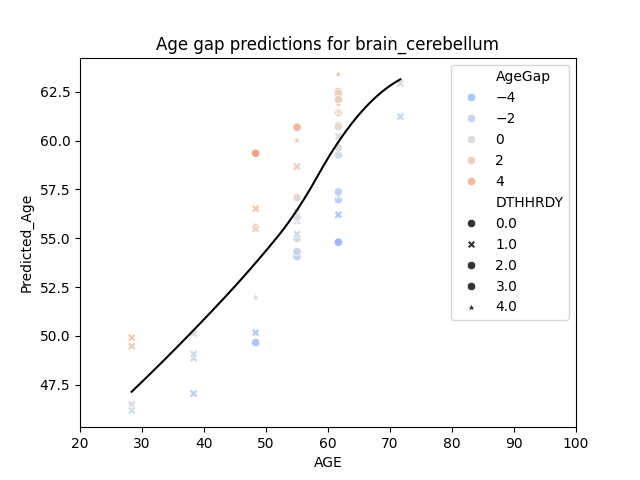 Age gap predictions for brain_cerebellum
Predicted_Age
62.5
60.0
57.5
55.0
52.5
50.0
47.5
20 30 40 50 60 70 80 90 100
AGE
AgeGap
−4
−2
0
2
4
DTHHRDY
0.0
1.0
2.0
3.0
4.0